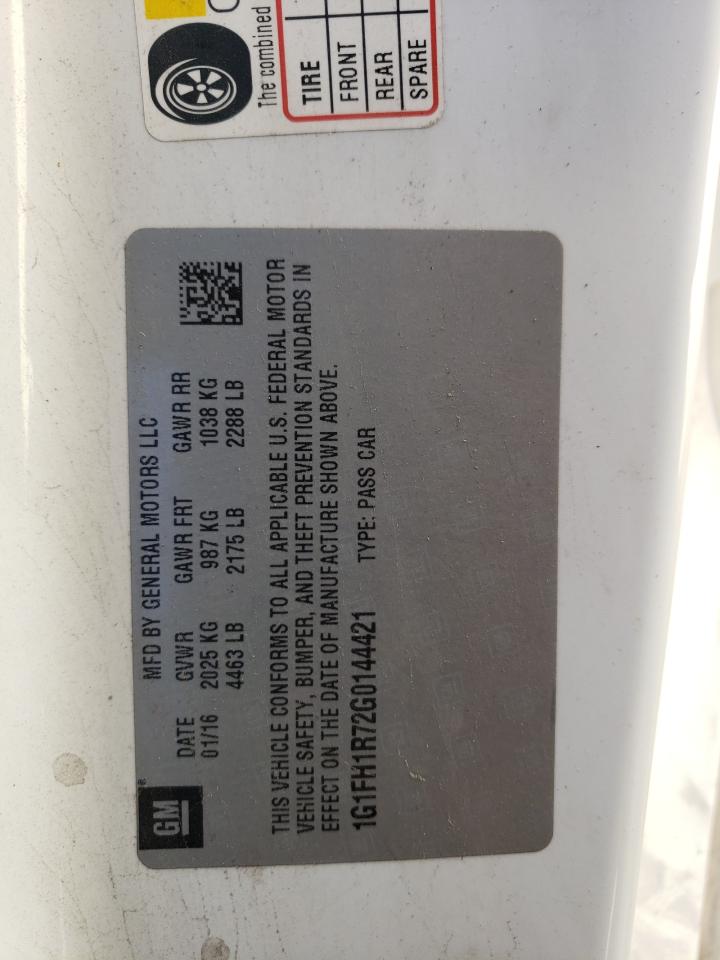 The combined
TIRE
FRONT
REAR
SPARE
GM®
MFD BY GENERAL MOTORS LLC
DATE GVWR GAWR FRT GAWR RR
01/16 2025 KG 987 KG 1038 KG
4463 LB 2175 LB 2288 LB
THIS VEHICLE CONFORMS TO ALL APPLICABLE U.S. FEDERAL MOTOR
VEHICLE SAFETY, BUMPER, AND THEFT PREVENTION STANDARDS IN
EFFECT ON THE DATE OF MANUFACTURE SHOWN ABOVE.
1G1FH1R72G0144421 TYPE: PASS CAR